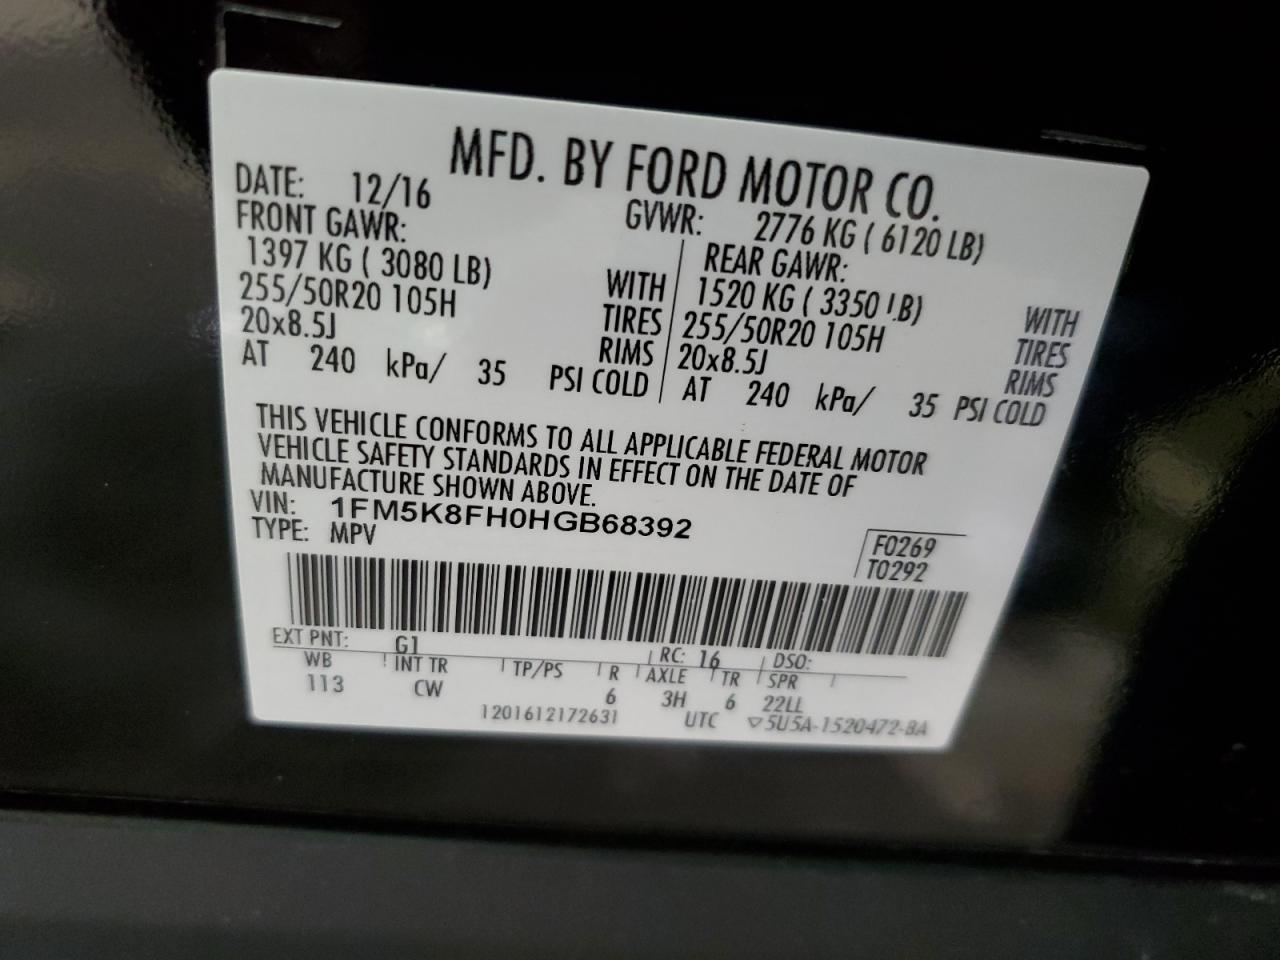 MFD. BY FORD MOTOR CO.
DATE: 12/16 GVWR: 2776 KG ( 6120 LB)
FRONT GAWR: REAR GAWR:
1397 KG ( 3080 LB) WITH 1520 KG ( 3350 LB) WITH
255/50R20 105H TIRES 255/50R20 105H TIRES
20x8.5J RIMS 20x8.5J RIMS
AT 240 kPa/ 35 PSI COLD AT 240 kPa/ 35 PSI COLD
THIS VEHICLE CONFORMS TO ALL APPLICABLE FEDERAL MOTOR
VEHICLE SAFETY STANDARDS IN EFFECT ON THE DATE OF
MANUFACTURE SHOWN ABOVE.
VIN: 1FM5K8FH0HGB68392
TYPE: MPV
F0269
T0292
EXT PNT: G1 RC: 16 DSO:
WB INT TR TP/PS R AXLE TR SPR
113 CW 6 3H 6 22LL
1201612172631 UTC ▽5U5A-1520472-BA